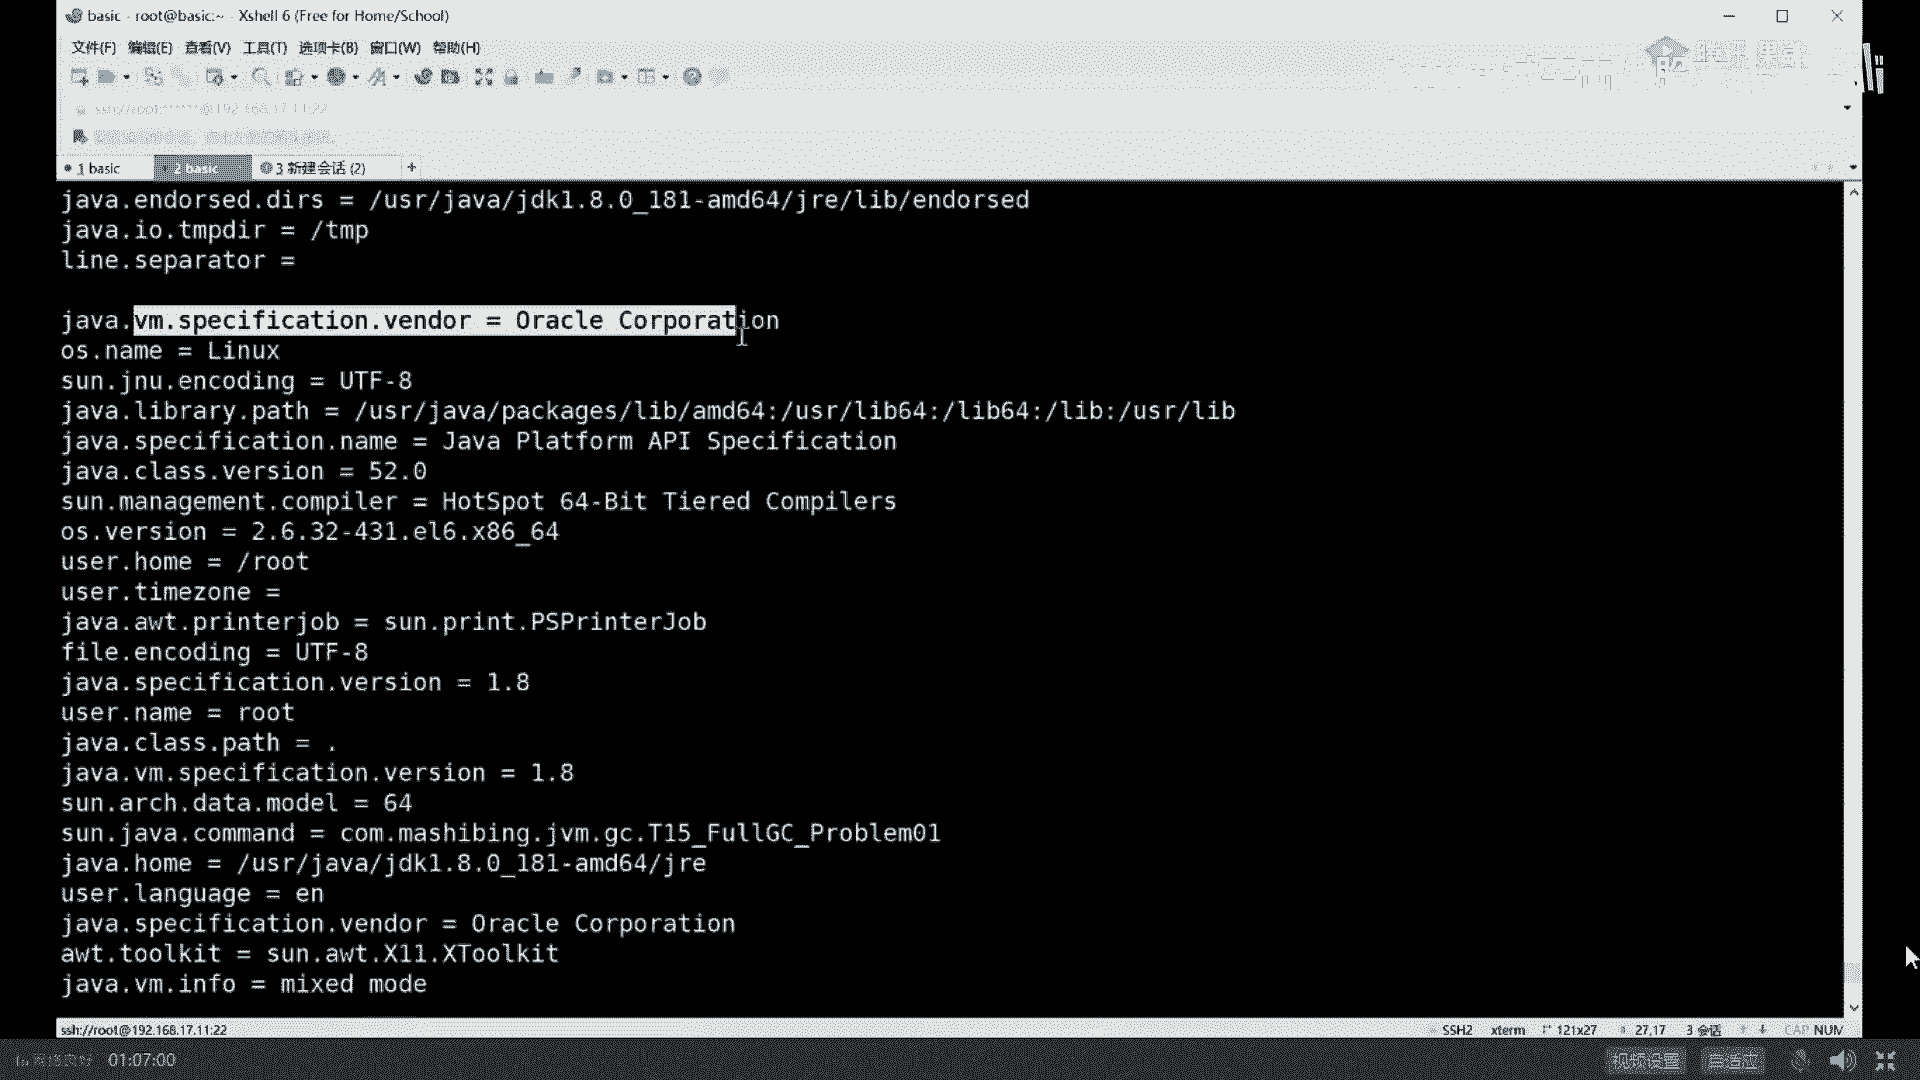 basic - root@basic:~ - Xshell 6 (Free for Home/School)
文件(F) 编辑(E) 查看(V) 工具(T) 选项卡(B) 窗口(W) 帮助(H)
ssh://root:******@192.168.17.11:22
1 basic 2 basic 3 新建会话 (2) +
java.endorsed.dirs = /usr/java/jdk1.8.0_181-amd64/jre/lib/endorsed
java.io.tmpdir = /tmp
line.separator =
java.vm.specification.vendor = Oracle Corporation
os.name = Linux
sun.jnu.encoding = UTF-8
java.library.path = /usr/java/packages/lib/amd64:/usr/lib64:/lib64:/lib:/usr/lib
java.specification.name = Java Platform API Specification
java.class.version = 52.0
sun.management.compiler = HotSpot 64-Bit Tiered Compilers
os.version = 2.6.32-431.el6.x86_64
user.home = /root
user.timezone =
java.awt.printerjob = sun.print.PSPrinterJob
file.encoding = UTF-8
java.specification.version = 1.8
user.name = root
java.class.path = .
java.vm.specification.version = 1.8
sun.arch.data.model = 64
sun.java.command = com.mashibing.jvm.gc.T15_FullGC_Problem01
java.home = /usr/java/jdk1.8.0_181-amd64/jre
user.language = en
java.specification.vendor = Oracle Corporation
awt.toolkit = sun.awt.X11.XToolkit
java.vm.info = mixed mode
ssh://root@192.168.17.11:22 SSH2 xterm 121x27 27,17 3 会话 CAP NUM
01:07:00 视频设置 自适应